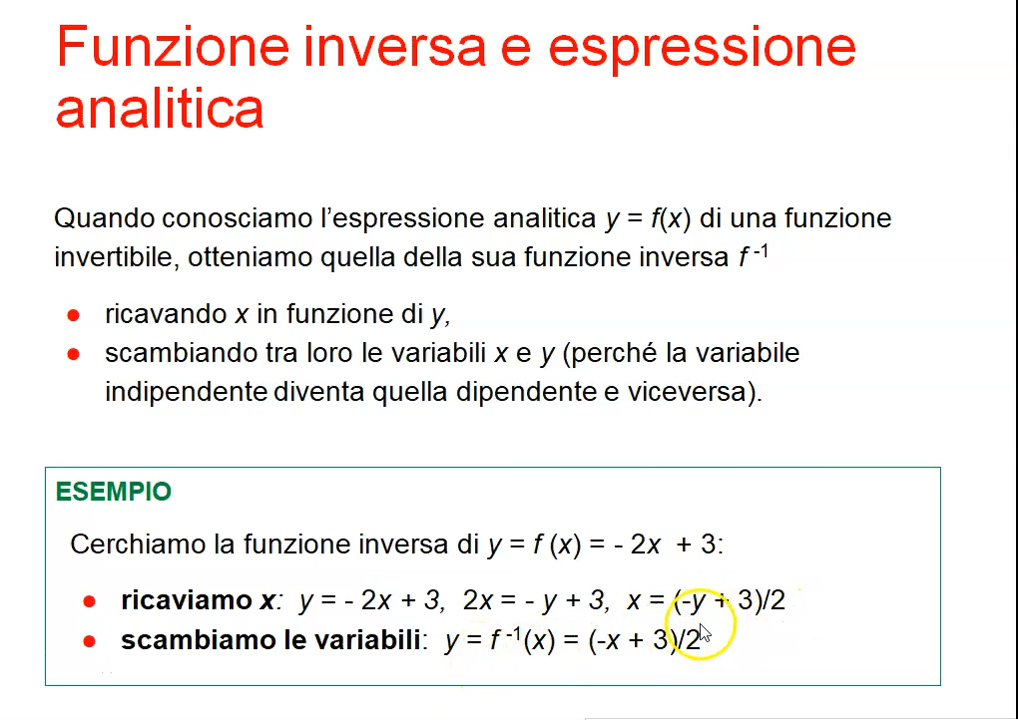 Funzione inversa e espressione
analitica
Quando conosciamo l'espressione analitica y = f(x) di una funzione
invertibile, otteniamo quella della sua funzione inversa f -1
● ricavando x in funzione di y,
● scambiando tra loro le variabili x e y (perché la variabile
indipendente diventa quella dipendente e viceversa).
ESEMPIO
Cerchiamo la funzione inversa di y = f (x) = - 2x + 3:
● ricaviamo x: y = - 2x + 3, 2x = - y + 3, x = (-y + 3)/2
● scambiamo le variabili: y = f -1(x) = (-x + 3)/2